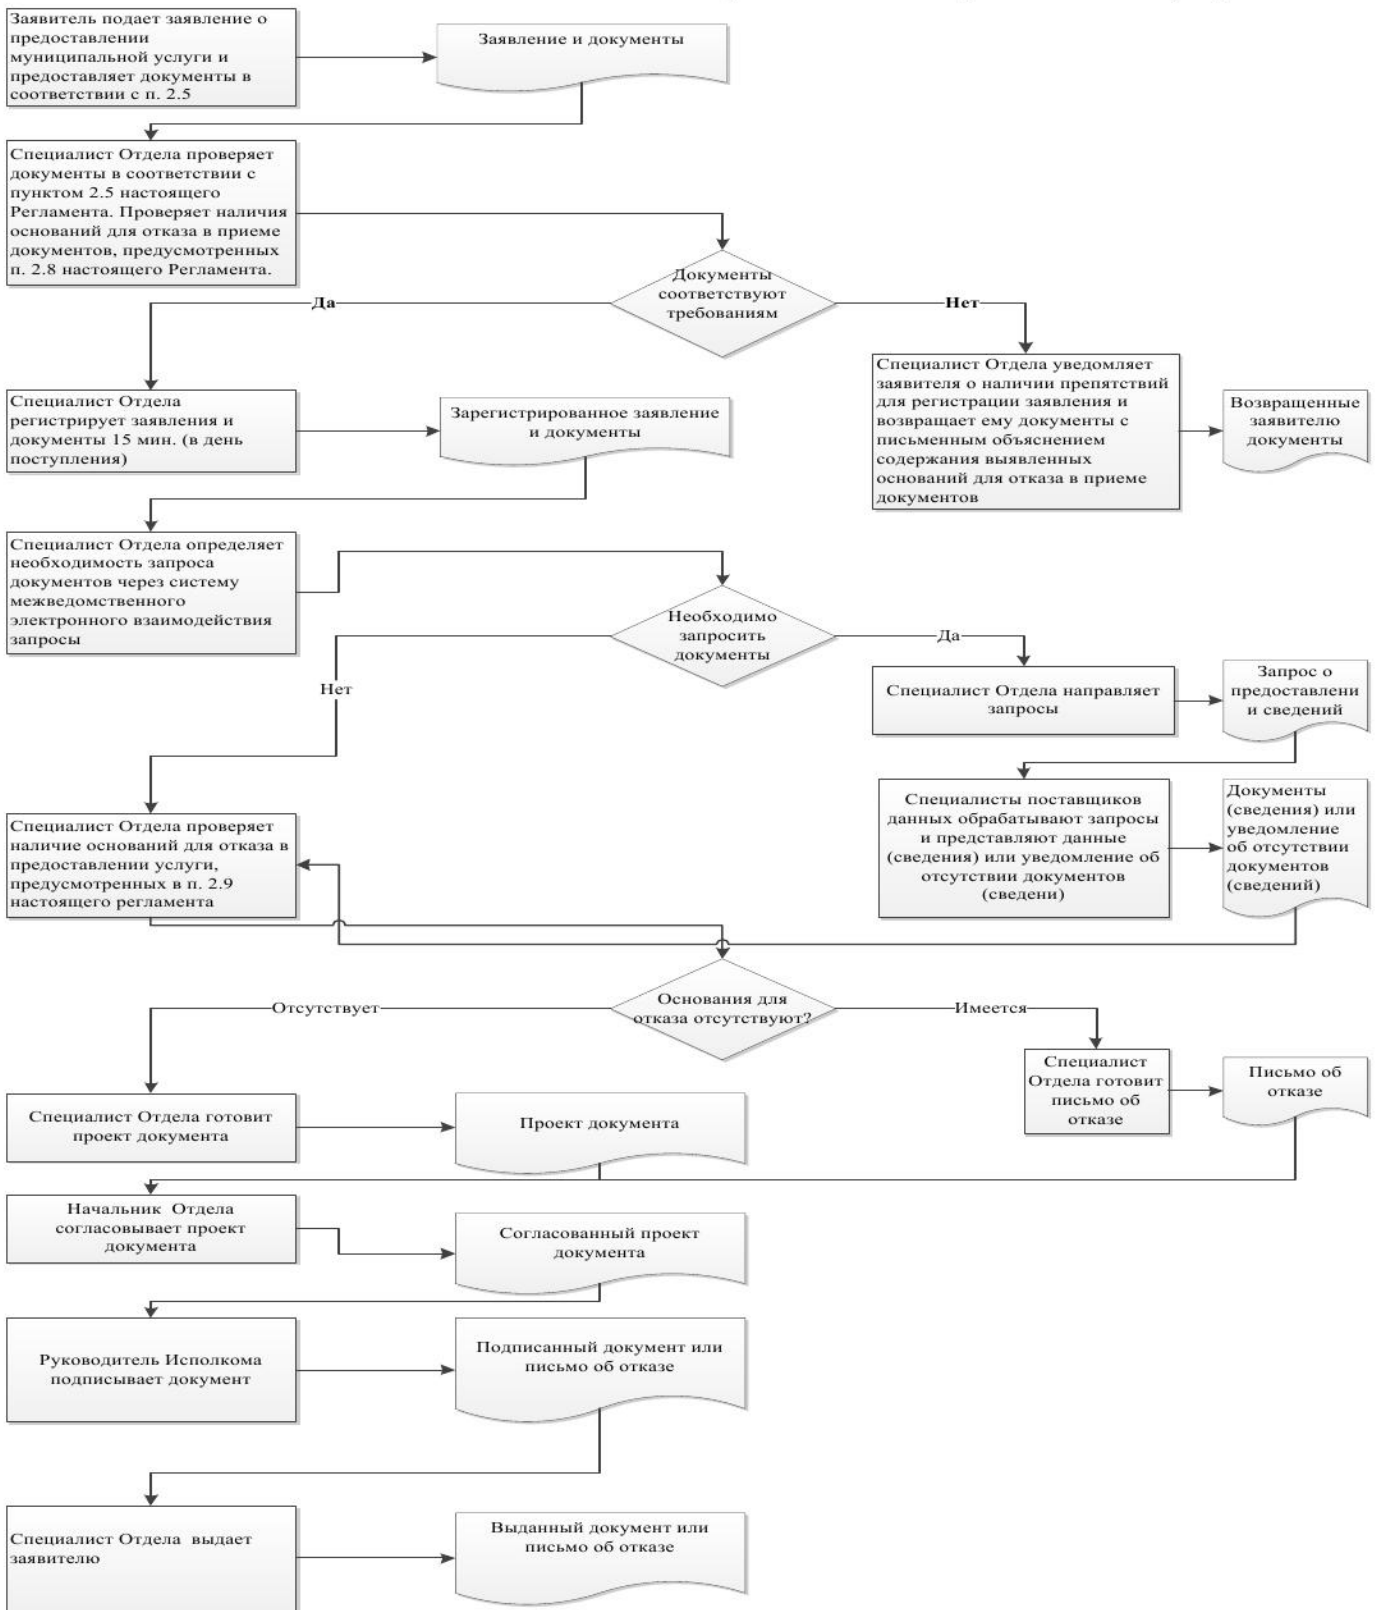 Заявитель подает заявление о
предоставлении
муниципальной услуги и
предоставляет документы в
соответствии с п. 2.5
Заявление и документы
Специалист Отдела проверяет
документы в соответствии с
пунктом 2.5 настоящего
Регламента. Проверяет наличия
оснований для отказа в приеме
документов, предусмотренных
п. 2.8 настоящего Регламента.
Документы
соответствуют
требованиям
Да
Нет
Специалист Отдела
регистрирует заявления и
документы 15 мин. (в день
поступления)
Зарегистрированное заявление
и документы
Специалист Отдела уведомляет
заявителя о наличии препятствий
для регистрации заявления и
возвращает ему документы с
письменным объяснением
содержания выявленных
оснований для отказа в приеме
документов
Возвращенные
заявителю
документы
Специалист Отдела определяет
необходимость запроса
документов через систему
межведомственного
электронного взаимодействия
запросы
Необходимо
запросить
документы
Да
Нет
Специалист Отдела направляет
запросы
Запрос о
предоставлени
и сведений
Специалисты поставщиков
данных обрабатывают запросы
и представляют данные
(сведения) или уведомление об
отсутствии документов
(сведени)
Документы
(сведения) или
уведомление
об отсутствии
документов
(сведений)
Специалист Отдела проверяет
наличие оснований для отказа в
предоставлении услуги,
предусмотренных в п. 2.9
настоящего регламента
Основания для
отказа отсутствуют?
Отсутствует
Имеется
Специалист
Отдела готовит
письмо об
отказе
Письмо об
отказе
Специалист Отдела готовит
проект документа
Проект документа
Начальник Отдела
согласовывает проект
документа
Согласованный проект
документа
Руководитель Исполкома
подписывает документ
Подписанный документ или
письмо об отказе
Специалист Отдела выдает
заявителю
Выданный документ или
письмо об отказе